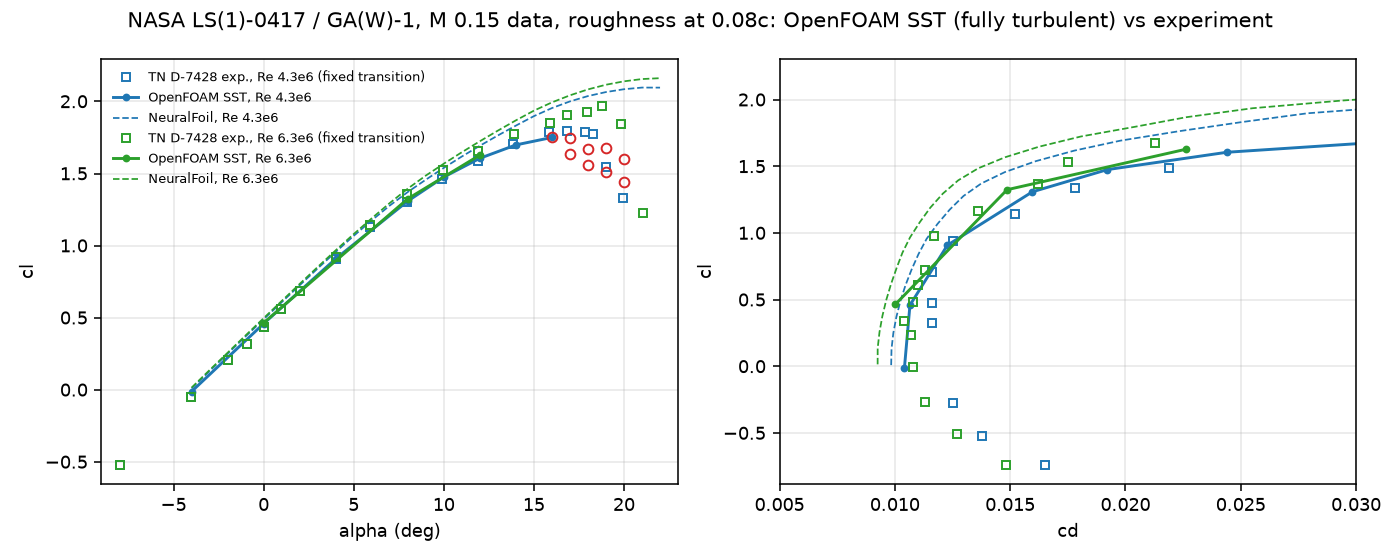 NASA LS(1)-0417 / GA(W)-1, M 0.15 data, roughness at 0.08c: OpenFOAM SST (fully turbulent) vs experiment
TN D-7428 exp., Re 4.3e6 (fixed transition)
OpenFOAM SST, Re 4.3e6
NeuralFoil, Re 4.3e6
TN D-7428 exp., Re 6.3e6 (fixed transition)
OpenFOAM SST, Re 6.3e6
NeuralFoil, Re 6.3e6
2.0
1.5
1.0
0.5
0.0
−0.5
cl
−5
0
5
10
15
20
alpha (deg)
2.0
1.5
1.0
0.5
0.0
−0.5
cl
0.005
0.010
0.015
0.020
0.025
0.030
cd